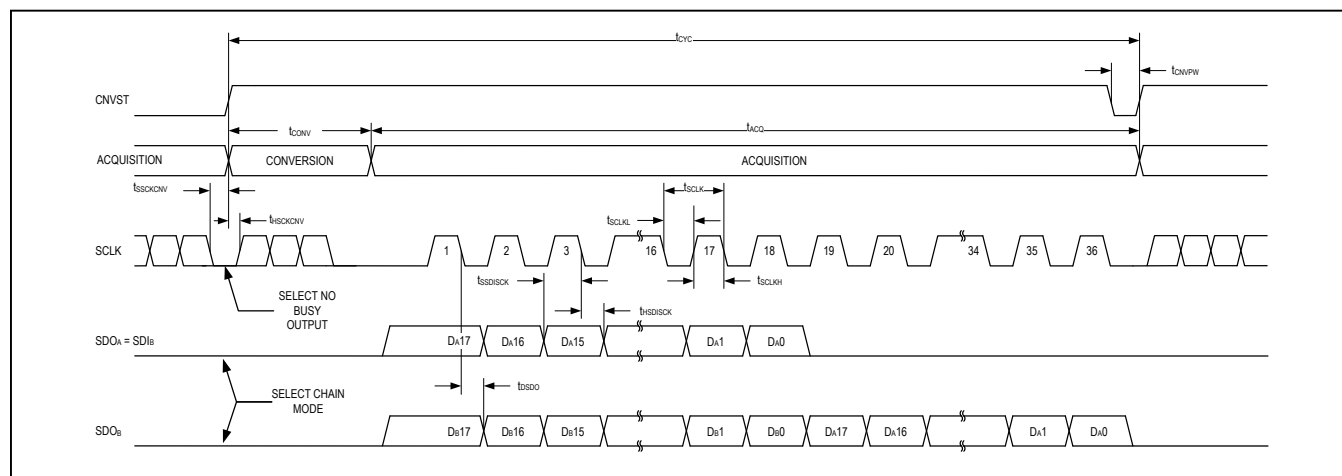 tCYC
tCNVPW
CNVST
tCONV
tACQ
ACQUISITION CONVERSION ACQUISITION
tSSCKCNV
tSCLK
tHSCKCNV
tSCLKL
SCLK 1 2 3 16 17 18 19 20 34 35 36
tSSDISCK
tSCLKH
SELECT NO
BUSY
OUTPUT
tHSDISCK
SDOA = SDIB DA17 DA16 DA15 DA1 DA0
tDSDO
SELECT CHAIN
MODE
SDOB DB17 DB16 DB15 DB1 DB0 DA17 DA16 DA1 DA0